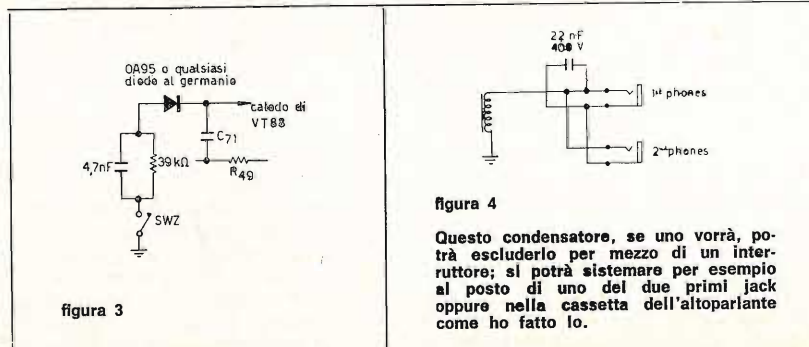 OA95 o qualsiasi
diode al germanio
catodo di
VT8B
C71
4,7nF
39kΩ
R49
SWZ
figura 3
22 nF
400 V
1st phones
2nd phones
figura 4
Questo condensatore, se uno vorrà, po-
trà escluderlo per mezzo di un inter-
ruttore; si potrà sistemare per esempio
al posto di uno dei due primi jack
oppure nella cassetta dell'altoparlante
come ho fatto io.